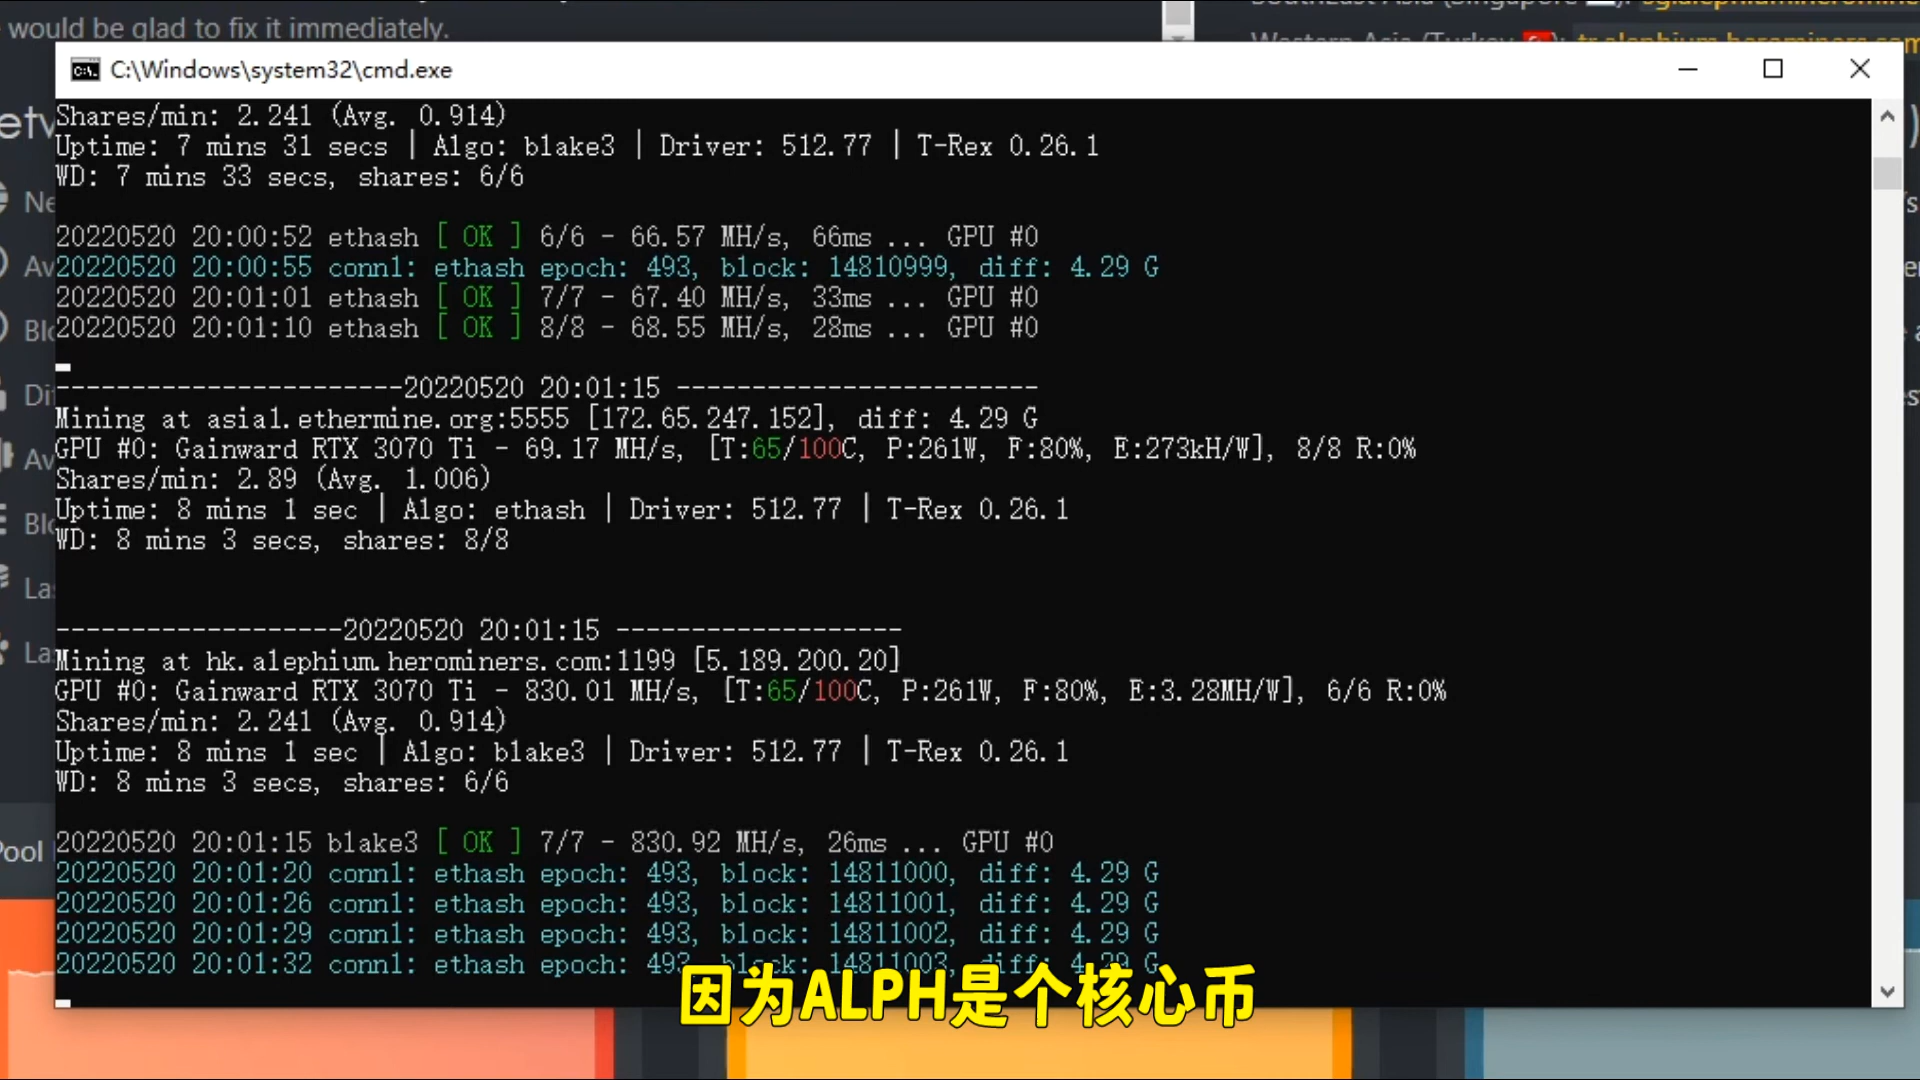 would be glad to fix it immediately.
C:\Windows\system32\cmd.exe
Shares/min: 2.241 (Avg. 0.914)
Uptime: 7 mins 31 secs | Algo: blake3 | Driver: 512.77 | T-Rex 0.26.1
WD: 7 mins 33 secs, shares: 6/6
20220520 20:00:52 ethash [ OK ] 6/6 - 66.57 MH/s, 66ms ... GPU #0
20220520 20:00:55 conn1: ethash epoch: 493, block: 14810999, diff: 4.29 G
20220520 20:01:01 ethash [ OK ] 7/7 - 67.40 MH/s, 33ms ... GPU #0
20220520 20:01:10 ethash [ OK ] 8/8 - 68.55 MH/s, 28ms ... GPU #0
-----------------------20220520 20:01:15 ------------------------
Mining at asia1.ethermine.org:5555 [172.65.247.152], diff: 4.29 G
GPU #0: Gainward RTX 3070 Ti - 69.17 MH/s, [T:65/100C, P:261W, F:80%, E:273kH/W], 8/8 R:0%
Shares/min: 2.89 (Avg. 1.006)
Uptime: 8 mins 1 sec | Algo: ethash | Driver: 512.77 | T-Rex 0.26.1
WD: 8 mins 3 secs, shares: 8/8
-------------------20220520 20:01:15 -------------------
Mining at hk.alephium.herominers.com:1199 [5.189.200.20]
GPU #0: Gainward RTX 3070 Ti - 830.01 MH/s, [T:65/100C, P:261W, F:80%, E:3.28MH/W], 6/6 R:0%
Shares/min: 2.241 (Avg. 0.914)
Uptime: 8 mins 1 sec | Algo: blake3 | Driver: 512.77 | T-Rex 0.26.1
WD: 8 mins 3 secs, shares: 6/6
20220520 20:01:15 blake3 [ OK ] 7/7 - 830.92 MH/s, 26ms ... GPU #0
20220520 20:01:20 conn1: ethash epoch: 493, block: 14811000, diff: 4.29 G
20220520 20:01:26 conn1: ethash epoch: 493, block: 14811001, diff: 4.29 G
20220520 20:01:29 conn1: ethash epoch: 493, block: 14811002, diff: 4.29 G
20220520 20:01:32 conn1: ethash epoch: 493, block: 14811003, diff: 4.29 G
因为ALPH是个核心币